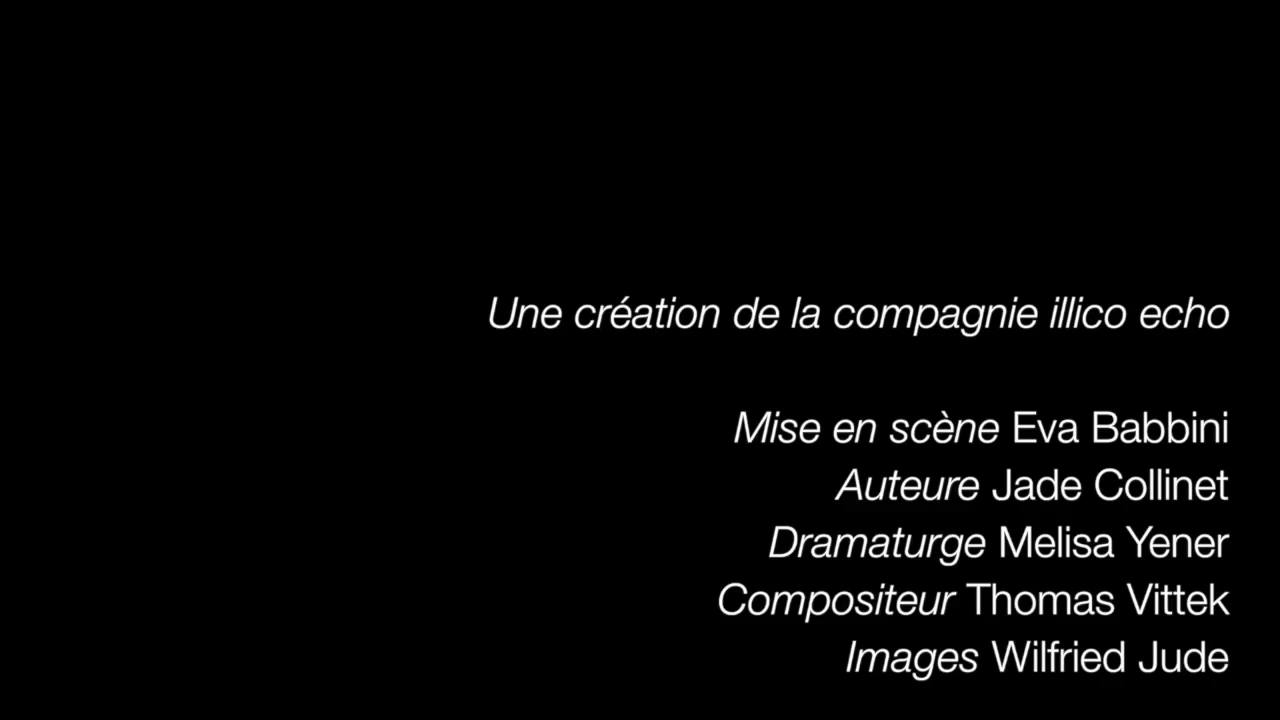 Une création de la compagnie illico echo
Mise en scène Eva Babbini
Auteure Jade Collinet
Dramaturge Melisa Yener
Compositeur Thomas Vittek
Images Wilfried Jude